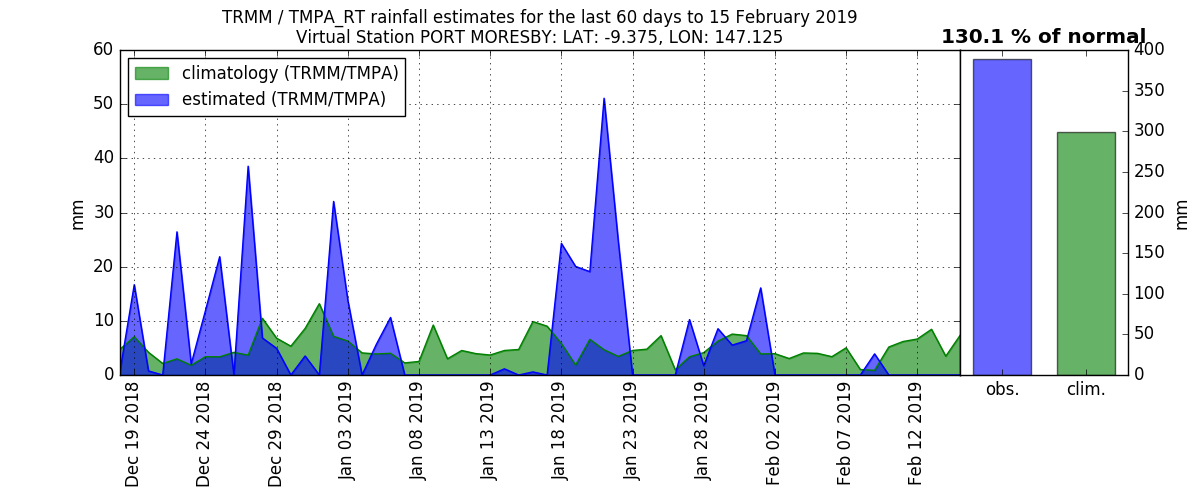 TRMM / TMPA_RT rainfall estimates for the last 60 days to 15 February 2019
Virtual Station PORT MORESBY: LAT: -9.375, LON: 147.125
130.1 % of normal
climatology (TRMM/TMPA)
estimated (TRMM/TMPA)
60
50
40
30
20
10
0
mm
Dec 19 2018
Dec 24 2018
Dec 29 2018
Jan 03 2019
Jan 08 2019
Jan 13 2019
Jan 18 2019
Jan 23 2019
Jan 28 2019
Feb 02 2019
Feb 07 2019
Feb 12 2019
obs.
clim.
400
350
300
250
200
150
100
50
0
mm